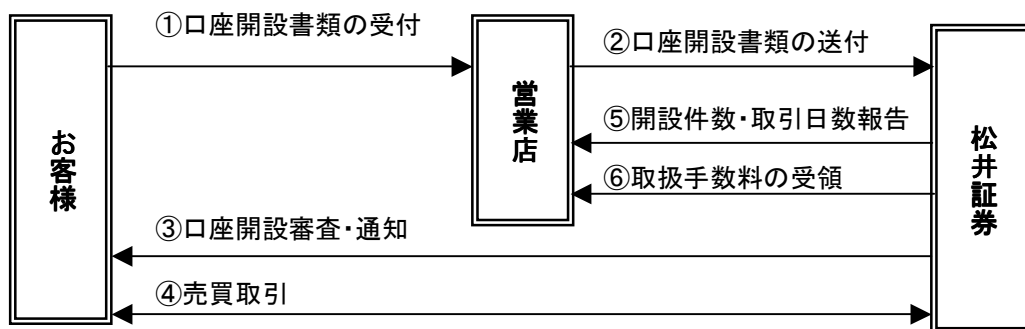 ①口座開設書類の受付
②口座開設書類の送付
営業店
⑤開設件数・取引日数報告
お客様
松井証券
⑥取扱手数料の受領
③口座開設審査・通知
④売買取引